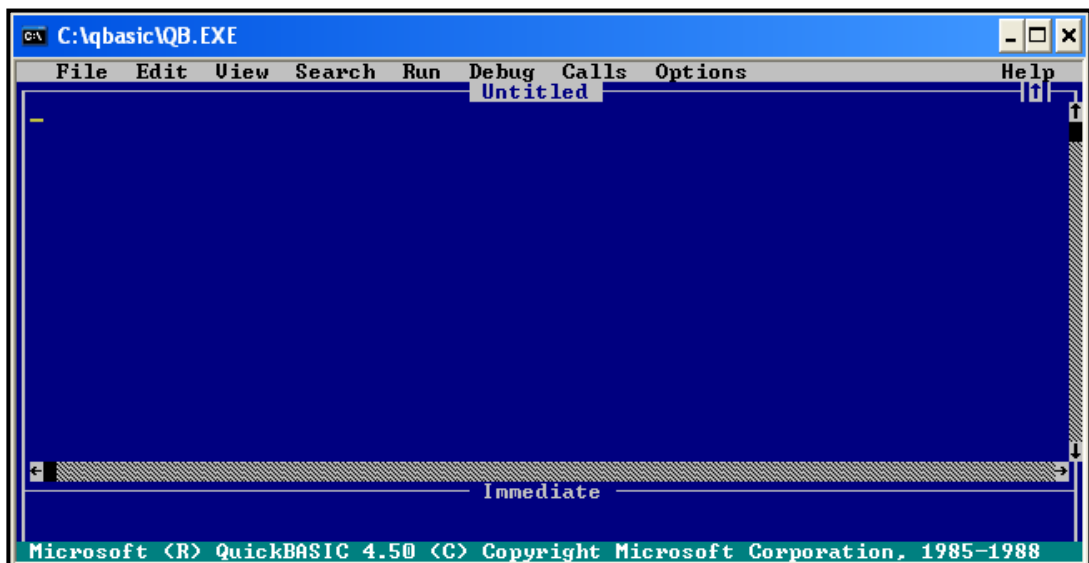 C:\qbasic\QB.EXE
File Edit View Search Run Debug Calls Options Help
Untitled
Immediate
Microsoft (R) QuickBASIC 4.50 (C) Copyright Microsoft Corporation, 1985-1988